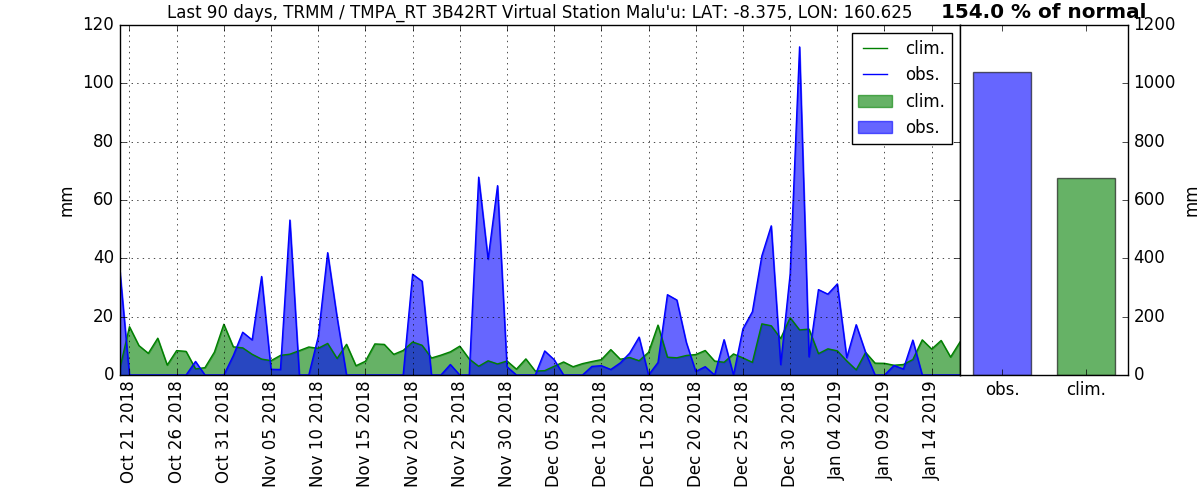 Last 90 days, TRMM / TMPA_RT 3B42RT Virtual Station Malu'u: LAT: -8.375, LON: 160.625
154.0 % of normal
120
100
80
60
40
20
0
mm
clim.
obs.
clim.
obs.
1200
1000
800
600
400
200
0
mm
Oct 21 2018
Oct 26 2018
Oct 31 2018
Nov 05 2018
Nov 10 2018
Nov 15 2018
Nov 20 2018
Nov 25 2018
Nov 30 2018
Dec 05 2018
Dec 10 2018
Dec 15 2018
Dec 20 2018
Dec 25 2018
Dec 30 2018
Jan 04 2019
Jan 09 2019
Jan 14 2019
obs.
clim.